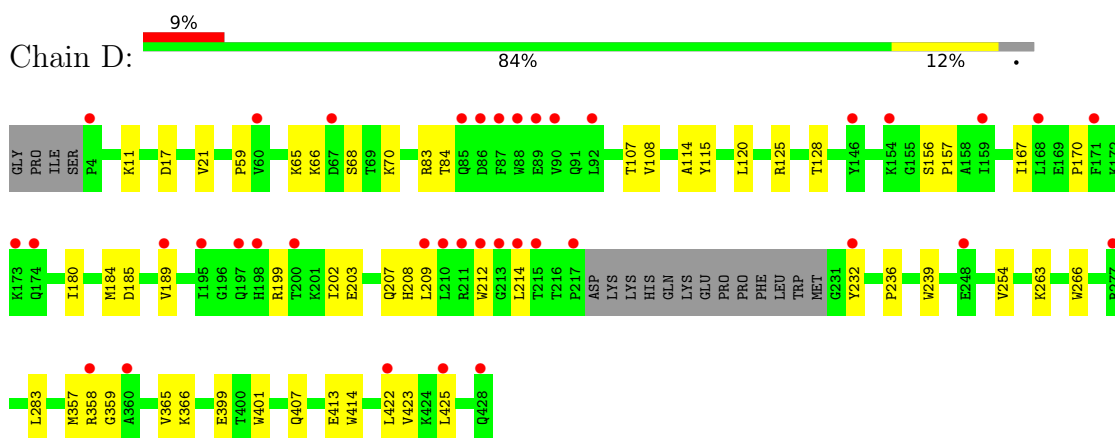 9%
Chain D:
84% 12% •
GLY PRO ILE SER P4 K11 D17 V21 P59 V60 K65 K66 D67 S68 T69 K70 R83 T84 Q85 D86 F87 W88 E89 V90 Q91 L92 T107 V108 A114 Y115 L120 R125 T128 Y146 K154 G155 S156 P157 A158 I159 I167 L168 E169 P170 F171 K172
K173 Q174 I180 M184 D185 V189 I195 G196 Q197 H198 R199 T200 K201 I202 E203 Q207 H208 L209 L210 R211 W212 G213 L214 T215 T216 P217 ASP LYS LYS HIS GLN LYS GLU PRO PRO PHE LEU TRP MET G231 Y232 P236 W239 E248 V254 K263 W266 R277
L283 M357 R358 G359 A360 V365 K366 E399 T400 W401 Q407 E413 W414 L422 V423 K424 L425 Q428